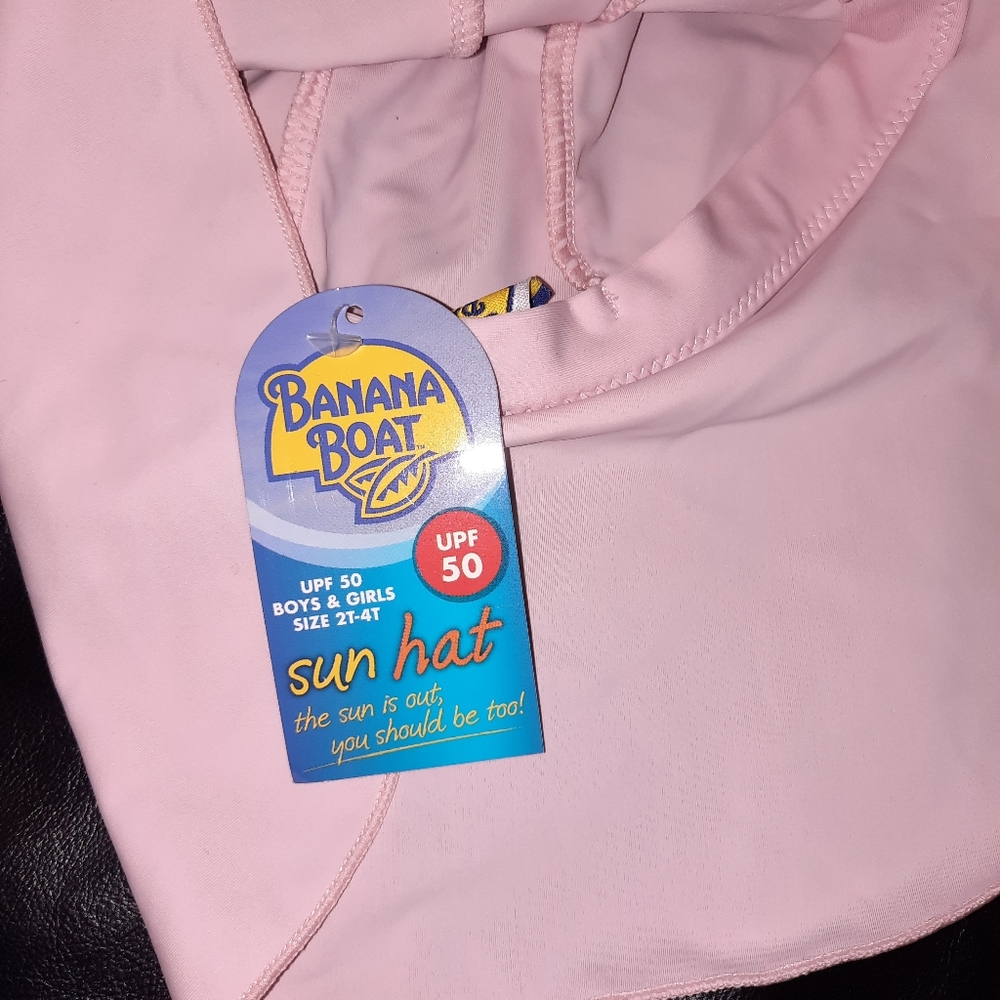 BANANA
BOAT™
UPF
50
UPF 50
BOYS & GIRLS
SIZE 2T-4T
sun hat
the sun is out,
you should be too!